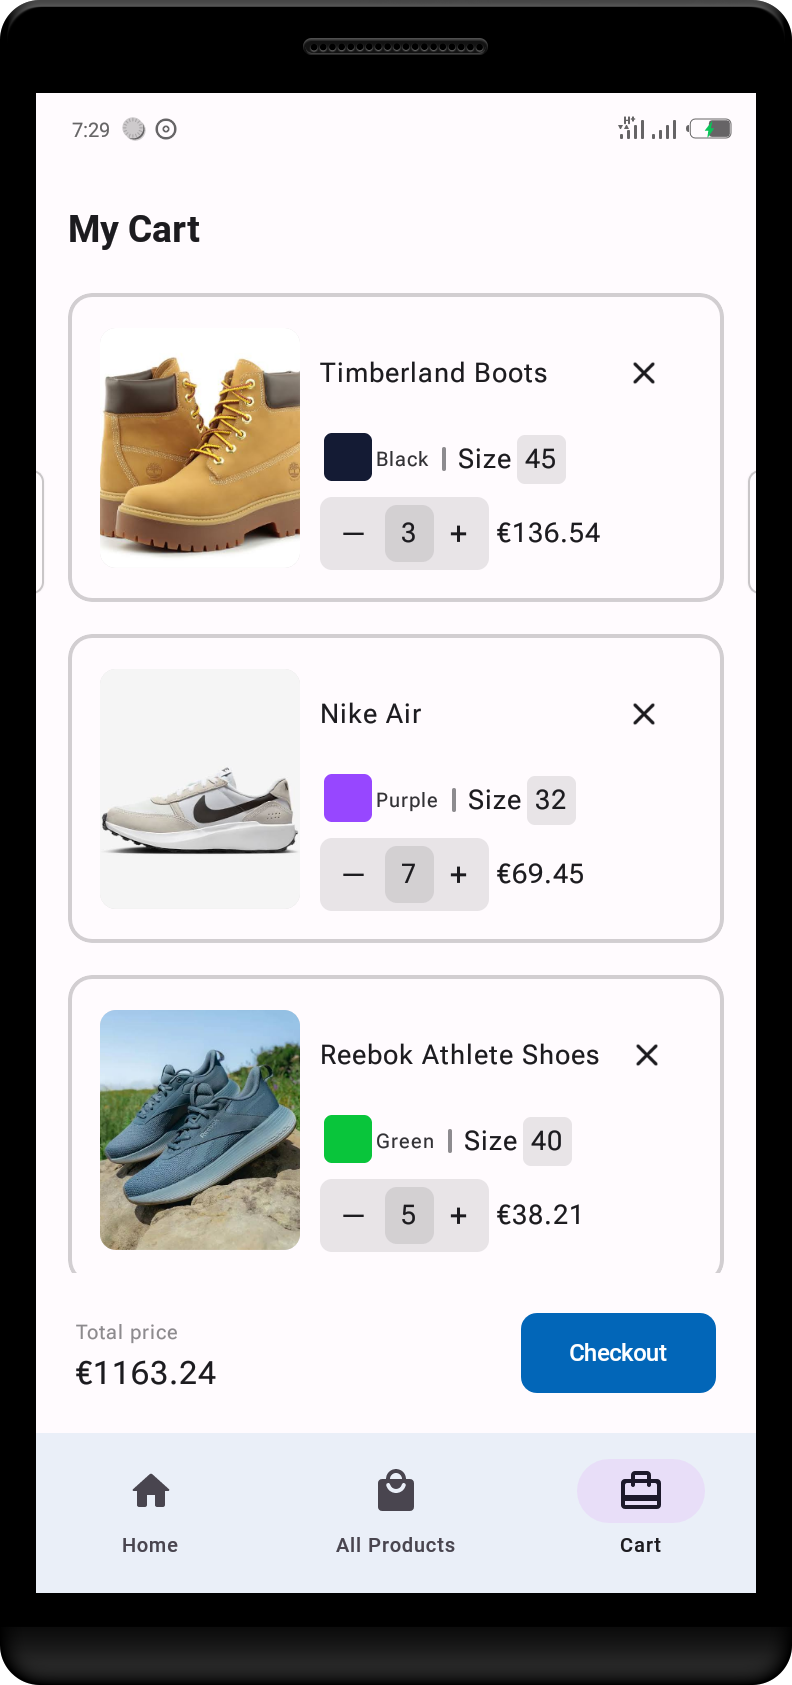 7:29
H+
My Cart
Timberland Boots
Black | Size 45
3 + €136.54
Nike Air
Purple | Size 32
7 + €69.45
Reebok Athlete Shoes
Green | Size 40
5 + €38.21
Total price
€1163.24
Checkout
Home
All Products
Cart